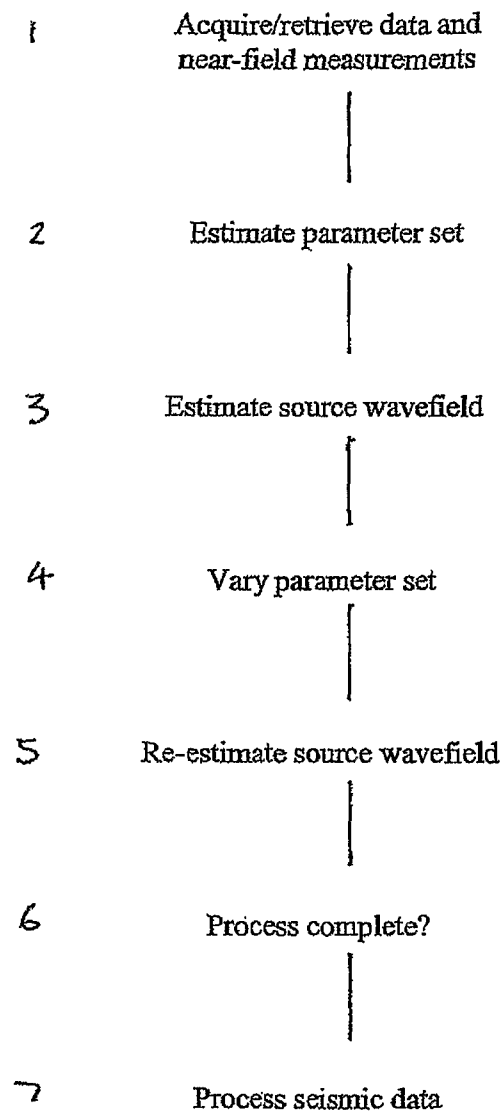 1 Acquire/retrieve data and
near-field measurements
2 Estimate parameter set
3 Estimate source wavefield
4 Vary parameter set
5 Re-estimate source wavefield
6 Process complete?
7 Process seismic data